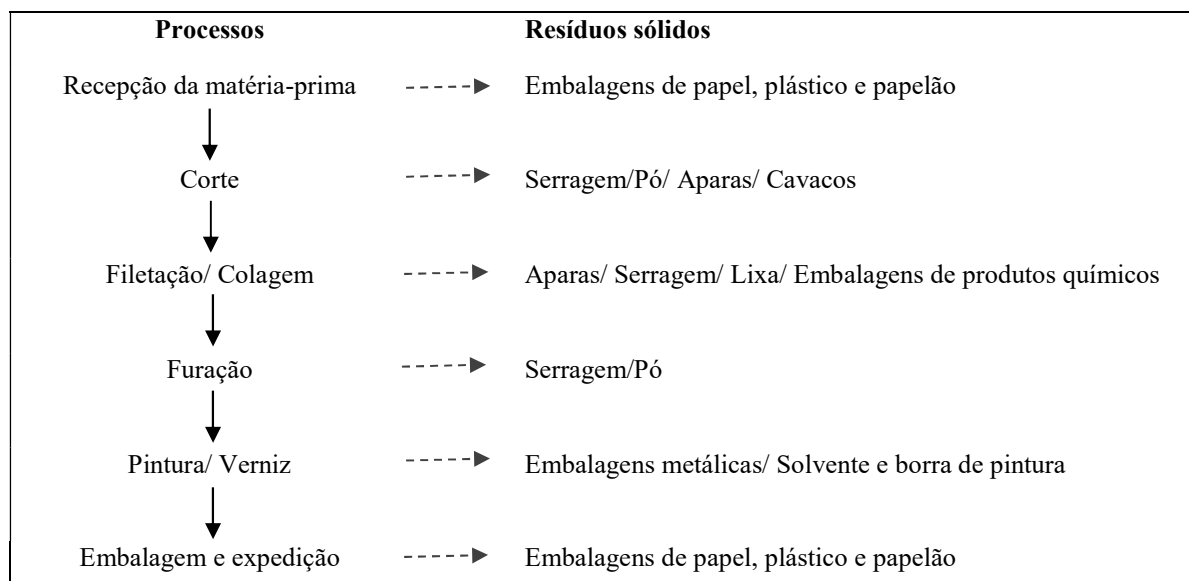 Processos Resíduos sólidos
Recepção da matéria-prima Embalagens de papel, plástico e papelão
Corte Serragem/Pó/ Aparas/ Cavacos
Filetação/ Colagem Aparas/ Serragem/ Lixa/ Embalagens de produtos químicos
Furação Serragem/Pó
Pintura/ Verniz Embalagens metálicas/ Solvente e borra de pintura
Embalagem e expedição Embalagens de papel, plástico e papelão